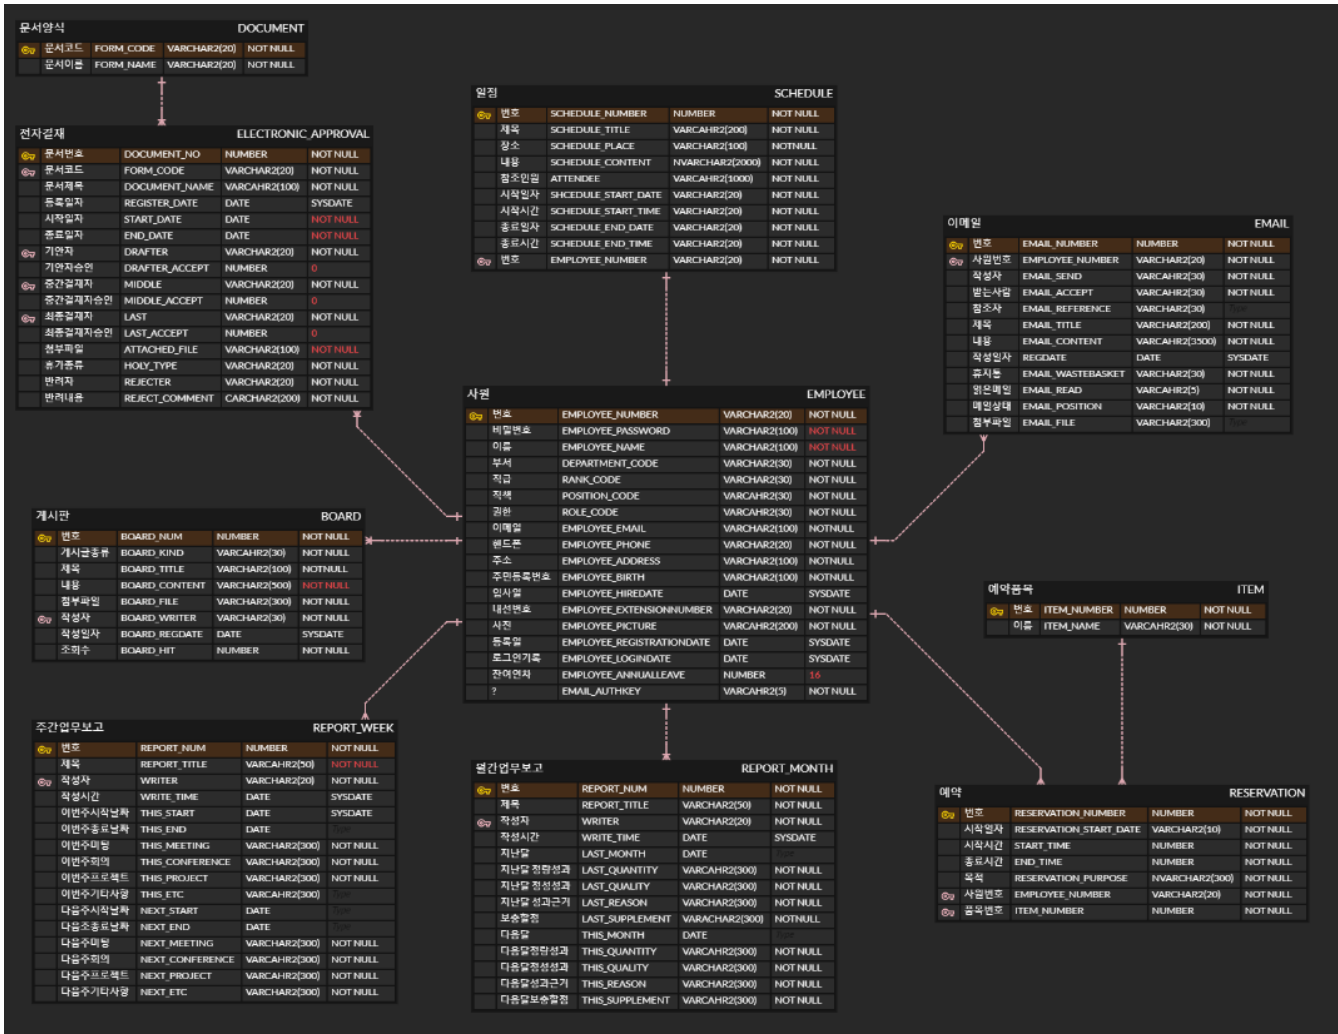 문서양식 DOCUMENT
문서코드 FORM_CODE VARCHAR2(20) NOT NULL
문서이름 FORM_NAME VARCHAR2(20) NOT NULL
전자결재 ELECTRONIC_APPROVAL
문서번호 DOCUMENT_NO NUMBER NOT NULL
문서코드 FORM_CODE VARCHAR2(20) NOT NULL
문서제목 DOCUMENT_NAME VARCAHR2(100) NOT NULL
등록일자 REGISTER_DATE DATE SYSDATE
시작일자 START_DATE DATE NOT NULL
종료일자 END_DATE DATE NOT NULL
기안자 DRAFTER VARCHAR2(20) NOT NULL
기안자승인 DRAFTER_ACCEPT NUMBER 0
중간결재자 MIDDLE VARCHAR2(20) NOT NULL
중간결재자승인 MIDDLE_ACCEPT NUMBER 0
최종결재자 LAST VARCHAR2(20) NOT NULL
최종결재자승인 LAST_ACCEPT NUMBER 0
첨부파일 ATTACHED_FILE VARCHAR2(100) NOT NULL
휴가종류 HOLY_TYPE VARCHAR2(20) NOT NULL
반려자 REJECTER VARCHAR2(20) NOT NULL
반려내용 REJECT_COMMENT CARCHAR2(200) NOT NULL
일정 SCHEDULE
번호 SCHEDULE_NUMBER NUMBER NOT NULL
제목 SCHEDULE_TITLE VARCAHR2(200) NOT NULL
장소 SCHEDULE_PLACE VARCHAR2(100) NOTNULL
내용 SCHEDULE_CONTENT NVARCHAR2(2000) NOT NULL
참조인원 ATTENDEE VARCAHR2(1000) NOT NULL
시작일자 SHCEDULE_START_DATE VARCHAR2(20) NOT NULL
시작시간 SCHEDULE_START_TIME VARCHAR2(20) NOT NULL
종료일자 SCHEDULE_END_DATE VARCHAR2(20) NOT NULL
종료시간 SCHEDULE_END_TIME VARCHAR2(20) NOT NULL
번호 EMPLOYEE_NUMBER VARCHAR2(20) NOT NULL
이메일 EMAIL
번호 EMAIL_NUMBER NUMBER NOT NULL
사원번호 EMPLOYEE_NUMBER VARCHAR2(20) NOT NULL
작성자 EMAIL_SEND VARCAHR2(30) NOT NULL
받는사람 EMAIL_ACCEPT VARCAHR2(30) NOT NULL
참조자 EMAIL_REFERENCE VARCAHR2(30) Type
제목 EMAIL_TITLE VARCHAR2(200) NOT NULL
내용 EMAIL_CONTENT VARCAHR2(3500) NOT NULL
작성일자 REGDATE DATE SYSDATE
휴지통 EMAIL_WASTEBASKET VARCHAR2(30) NOT NULL
읽은메일 EMAIL_READ VARCHAR2(5) NOT NULL
메일상태 EMAIL_POSITION VARCHAR2(10) NOT NULL
첨부파일 EMAIL_FILE VARCHAR2(300) Type
사원 EMPLOYEE
번호 EMPLOYEE_NUMBER VARCHAR2(20) NOT NULL
비밀번호 EMPLOYEE_PASSWORD VARCHAR2(100) NOT NULL
이름 EMPLOYEE_NAME VARCHAR2(100) NOT NULL
부서 DEPARTMENT_CODE VARCHAR2(30) NOT NULL
직급 RANK_CODE VARCHAR2(30) NOT NULL
직책 POSITION_CODE VARCAHR2(30) NOT NULL
권한 ROLE_CODE VARCHAR2(30) NOT NULL
이메일 EMPLOYEE_EMAIL VARCHAR2(100) NOTNULL
핸드폰 EMPLOYEE_PHONE VARCHAR2(20) NOT NULL
주소 EMPLOYEE_ADDRESS VARCHAR2(100) NOTNULL
주민등록번호 EMPLOYEE_BIRTH VARCHAR2(100) NOTNULL
입사일 EMPLOYEE_HIREDATE DATE SYSDATE
내선번호 EMPLOYEE_EXTENSIONNUMBER VARCHAR2(20) NOT NULL
사진 EMPLOYEE_PICTURE VARCHAR2(200) NOT NULL
등록일 EMPLOYEE_REGISTRATIONDATE DATE SYSDATE
로그인기록 EMPLOYEE_LOGINDATE DATE SYSDATE
잔여연차 EMPLOYEE_ANNUALLEAVE NUMBER 16
? EMAIL_AUTHKEY VARCHAR2(5) NOT NULL
게시판 BOARD
번호 BOARD_NUM NUMBER NOT NULL
게시글종류 BOARD_KIND VARCAHR2(30) NOT NULL
제목 BOARD_TITLE VARCHAR2(100) NOTNULL
내용 BOARD_CONTENT VARCHAR2(500) NOT NULL
첨부파일 BOARD_FILE VARCHAR2(300) NOT NULL
작성자 BOARD_WRITER VARCHAR2(30) NOT NULL
작성일자 BOARD_REGDATE DATE SYSDATE
조회수 BOARD_HIT NUMBER NOT NULL
예약품목 ITEM
번호 ITEM_NUMBER NUMBER NOT NULL
이름 ITEM_NAME VARCAHR2(30) NOT NULL
주간업무보고 REPORT_WEEK
번호 REPORT_NUM NUMBER NOT NULL
제목 REPORT_TITLE VARCAHR2(50) NOT NULL
작성자 WRITER VARCAHR2(20) NOT NULL
작성시간 WRITE_TIME DATE SYSDATE
이번주시작날짜 THIS_START DATE SYSDATE
이번주종료날짜 THIS_END DATE Type
이번주미팅 THIS_MEETING VARCHAR2(300) NOT NULL
이번주회의 THIS_CONFERENCE VARCHAR2(300) NOT NULL
이번주프로젝트 THIS_PROJECT VARCHAR2(300) NOT NULL
이번주기타사항 THIS_ETC VARCHAR2(300) Type
다음주시작날짜 NEXT_START DATE Type
다음조종료날짜 NEXT_END DATE Type
다음주미팅 NEXT_MEETING VARCHAR2(300) NOT NULL
다음주회의 NEXT_CONFERENCE VARCAHR2(300) NOT NULL
다음주프로젝트 NEXT_PROJECT VARCHAR2(300) NOT NULL
다음주기타사항 NEXT_ETC VARCHAR2(300) NOT NULL
월간업무보고 REPORT_MONTH
번호 REPORT_NUM NUMBER NOT NULL
제목 REPORT_TITLE VARCHAR2(50) NOT NULL
작성자 WRITER VARCHAR2(20) NOT NULL
작성시간 WRITE_TIME DATE SYSDATE
지난달 LAST_MONTH DATE Type
지난달 정량성과 LAST_QUANTITY VARCAHR2(300) NOT NULL
지난달 정성성과 LAST_QUALITY VARCAHR2(300) NOT NULL
지난달 성과근거 LAST_REASON VARCAHR2(300) NOT NULL
보충할점 LAST_SUPPLEMENT VARACHAR2(300) NOTNULL
다음달 THIS_MONTH DATE Type
다음달정량성과 THIS_QUANTITY VARCAHR2(300) NOT NULL
다음달정성성과 THIS_QUALITY VARCAHR2(300) NOT NULL
다음달성과근거 THIS_REASON VARCAHR2(300) NOT NULL
다음달보충할점 THIS_SUPPLEMENT VARCAHR2(300) NOT NULL
예약 RESERVATION
번호 RESERVATION_NUMBER NUMBER NOT NULL
시작일자 RESERVATION_START_DATE VARCHAR2(10) NOT NULL
시작시간 START_TIME NUMBER NOT NULL
종료시간 END_TIME NUMBER NOT NULL
목적 RESERVATION_PURPOSE NVARCHAR2(300) NOT NULL
사원번호 EMPLOYEE_NUMBER VARCHAR2(20) NOT NULL
품목번호 ITEM_NUMBER NUMBER NOT NULL